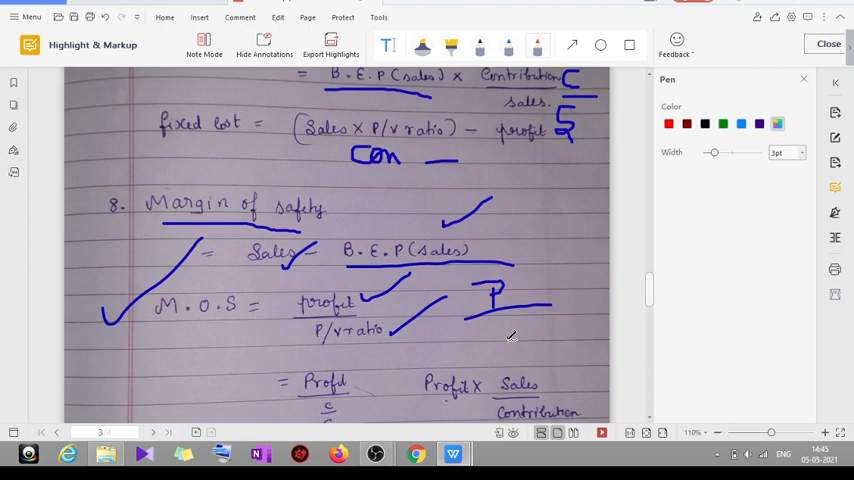 Menu
Home
Insert
Comment
Edit
Page
Protect
Tools
Highlight & Markup
Note Mode
Hide Annotations
Export Highlights
T
Feedback
Close
= B.E.P (sales) × Contribution C
sales. S
fixed cost = (Sales × P/v ratio) - profit
Con
8. Margin of safety
= Sales - B.E.P (sales)
M.O.S = profit
P/v ratio
P
= Profit
c
Profit × Sales
Contribution
Pen
Color
Width
3pt
3/4
110%
ENG
14:45
05-05-2021